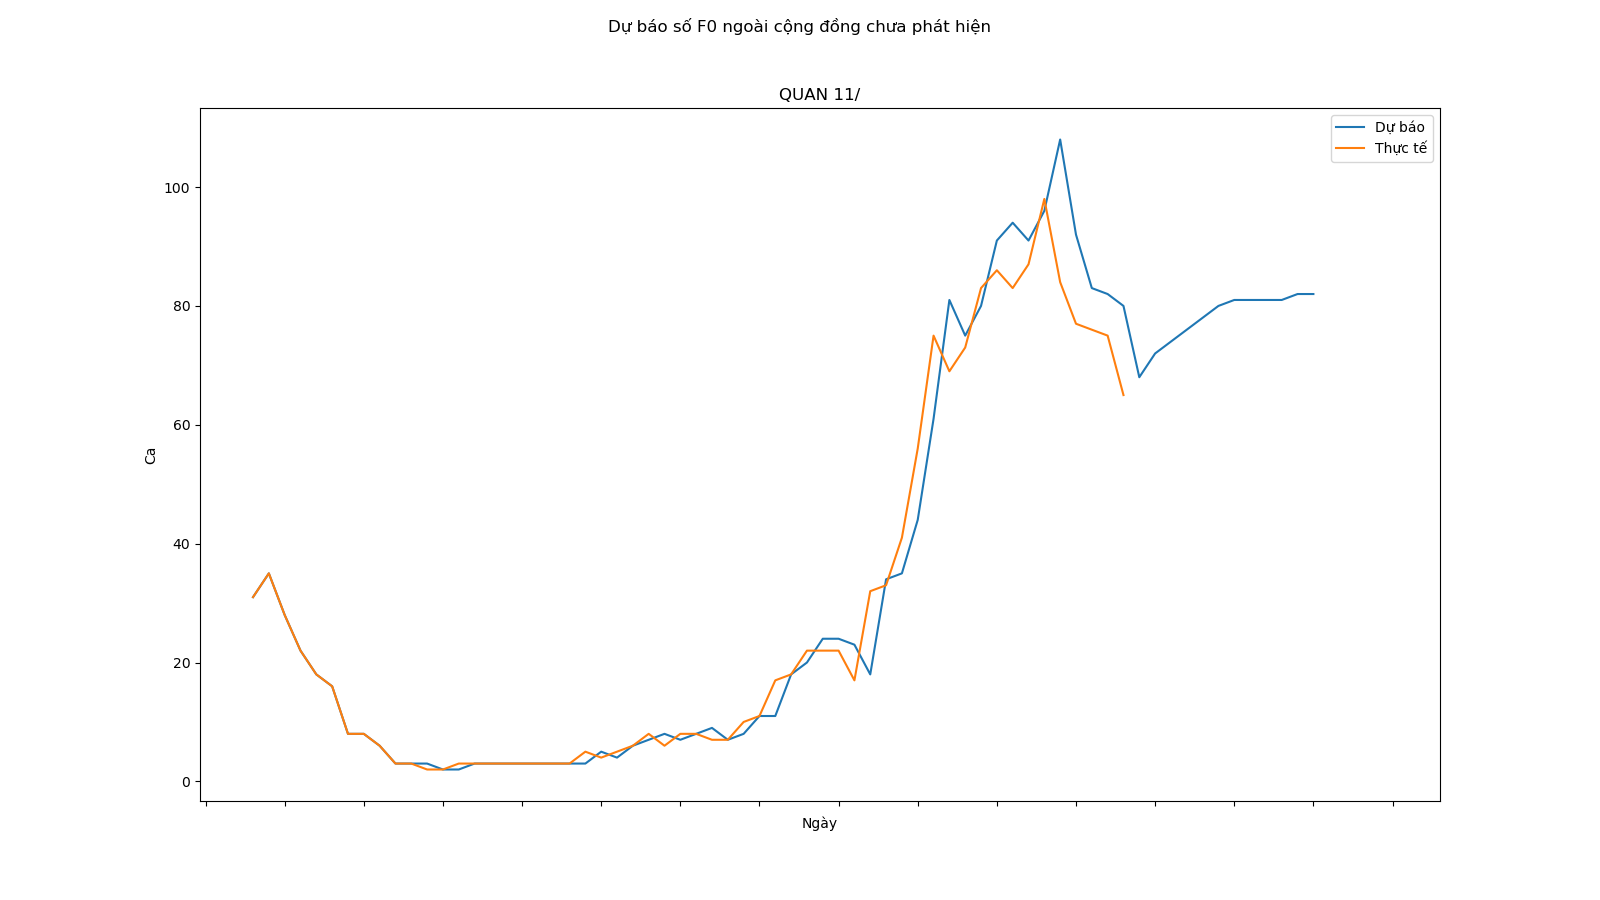 Dự báo số F0 ngoài cộng đồng chưa phát hiện
QUAN 11/
Dự báo
Thực tế
100
80
60
40
20
0
Ca
Ngày